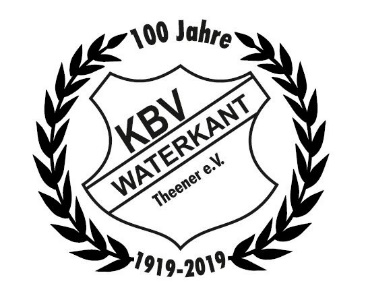 100 Jahre
KBV
WATERKANT
Theener e.V.
1919-2019